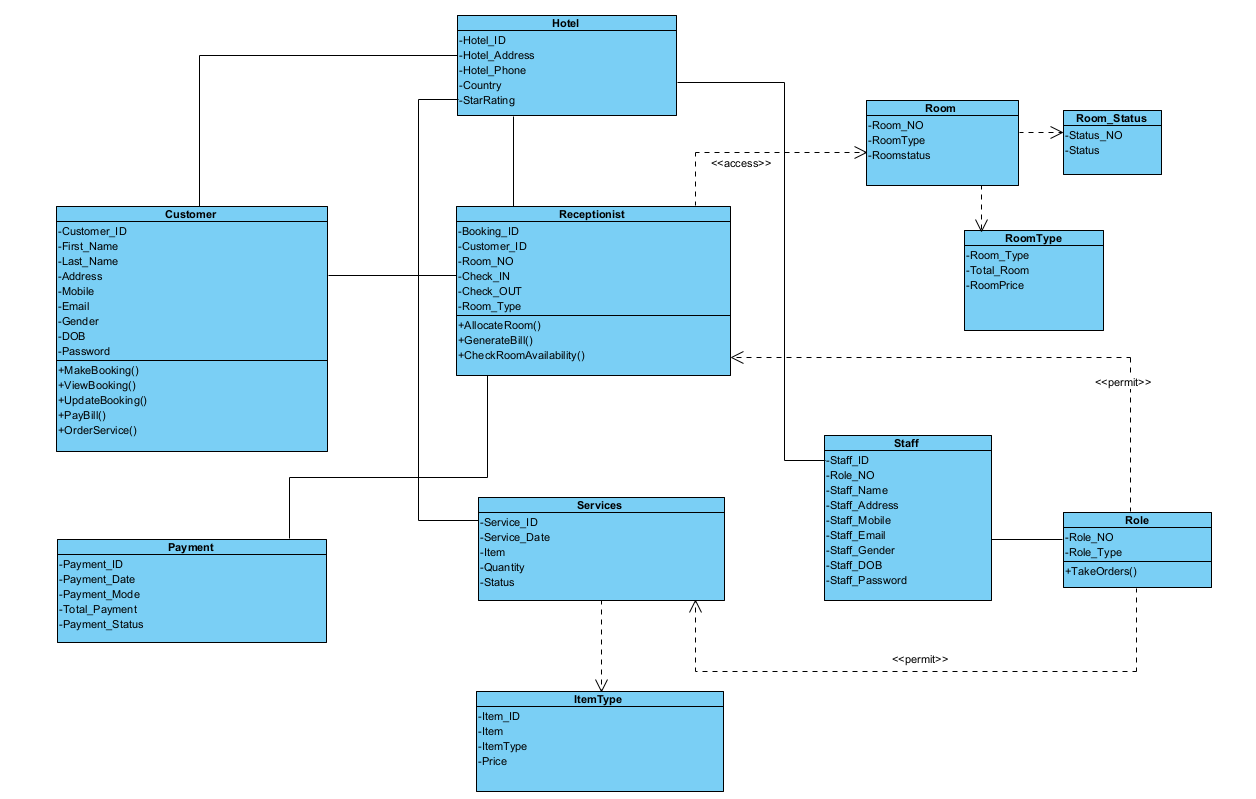 Hotel
-Hotel_ID
-Hotel_Address
-Hotel_Phone
-Country
-StarRating
Room
-Room_NO
-RoomType
-Roomstatus
Room_Status
-Status_NO
-Status
<<access>>
Customer
-Customer_ID
-First_Name
-Last_Name
-Address
-Mobile
-Email
-Gender
-DOB
-Password
+MakeBooking()
+ViewBooking()
+UpdateBooking()
+PayBill()
+OrderService()
Receptionist
-Booking_ID
-Customer_ID
-Room_NO
-Check_IN
-Check_OUT
-Room_Type
+AllocateRoom()
+GenerateBill()
+CheckRoomAvailability()
RoomType
-Room_Type
-Total_Room
-RoomPrice
<<permit>>
Staff
-Staff_ID
-Role_NO
-Staff_Name
-Staff_Address
-Staff_Mobile
-Staff_Email
-Staff_Gender
-Staff_DOB
-Staff_Password
Role
-Role_NO
-Role_Type
+TakeOrders()
Services
-Service_ID
-Service_Date
-Item
-Quantity
-Status
Payment
-Payment_ID
-Payment_Date
-Payment_Mode
-Total_Payment
-Payment_Status
<<permit>>
ItemType
-Item_ID
-Item
-ItemType
-Price